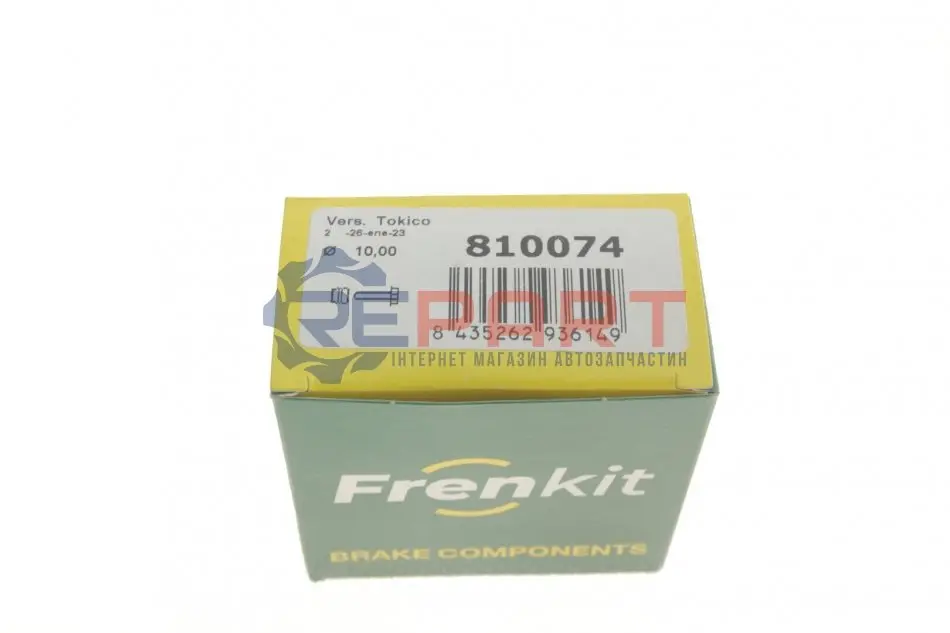 Vers. Tokico
2 -26-ene-23
Ø 10,00
810074
8 435262 936149
REPART
ІНТЕРНЕТ МАГАЗИН АВТОЗАПЧАСТИН
Frenkit
BRAKE COMPONENTS